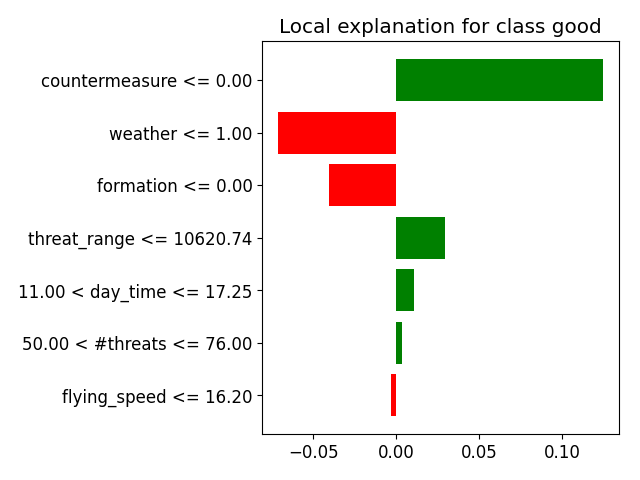 Local explanation for class good
countermeasure <= 0.00
weather <= 1.00
formation <= 0.00
threat_range <= 10620.74
11.00 < day_time <= 17.25
50.00 < #threats <= 76.00
flying_speed <= 16.20
−0.05 0.00 0.05 0.10